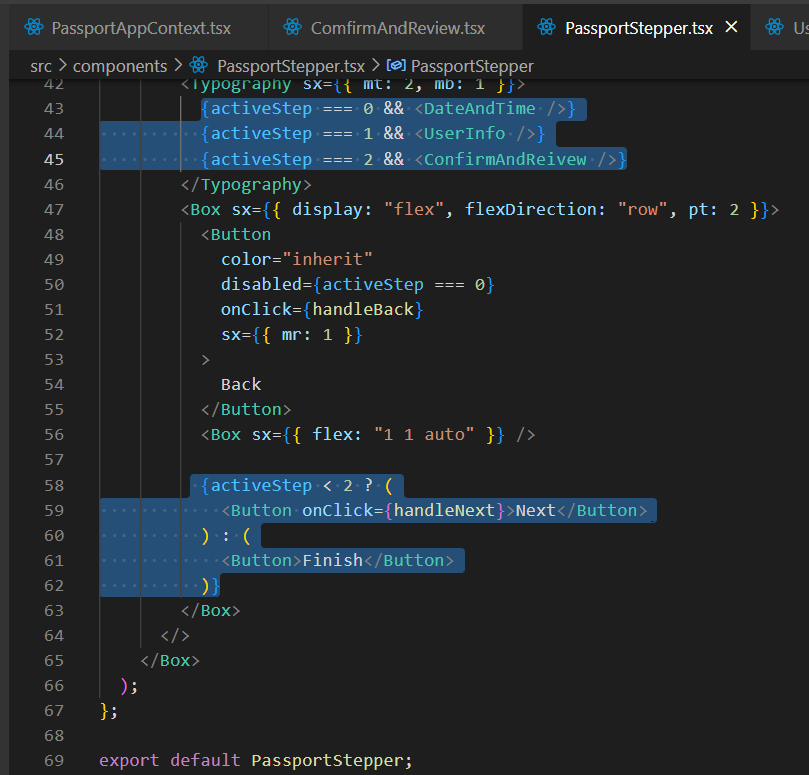 PassportAppContext.tsx ComfirmAndReview.tsx PassportStepper.tsx × Us
src > components > PassportStepper.tsx > PassportStepper
42 <Typography sx={{ mt: 2, mb: 1 }}>
43 {activeStep === 0 && <DateAndTime />}
44 {activeStep === 1 && <UserInfo />}
45 {activeStep === 2 && <ConfirmAndReivew />}
46 </Typography>
47 <Box sx={{ display: "flex", flexDirection: "row", pt: 2 }}>
48 <Button
49 color="inherit"
50 disabled={activeStep === 0}
51 onClick={handleBack}
52 sx={{ mr: 1 }}
53 >
54 Back
55 </Button>
56 <Box sx={{ flex: "1 1 auto" }} />
57
58 {activeStep < 2 ? (
59 <Button onClick={handleNext}>Next</Button>
60 ) : (
61 <Button>Finish</Button>
62 )}
63 </Box>
64 </>
65 </Box>
66 );
67 };
68
69 export default PassportStepper;